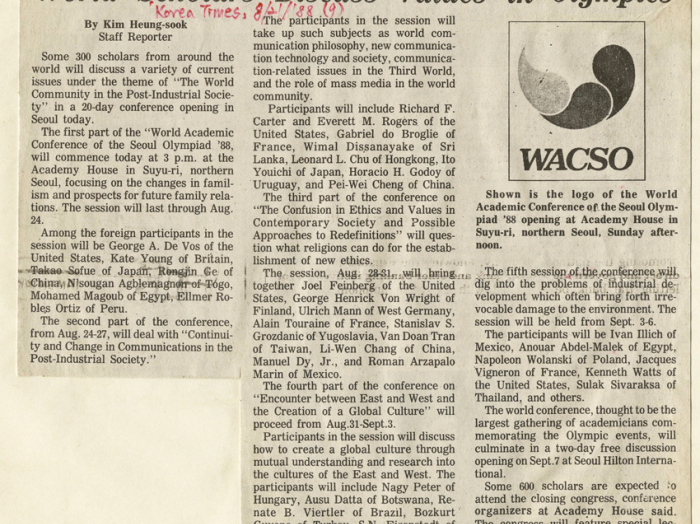 World Scholars Discuss Values in Olympics
Korea Times, 8/21/'88 (9)
By Kim Heung-sook
Staff Reporter
Some 300 scholars from around the
world will discuss a variety of current
issues under the theme of "The World
Community in the Post-Industrial Socie-
ty" in a 20-day conference opening in
Seoul today.
The first part of the "World Academic
Conference of the Seoul Olympiad '88,
will commence today at 3 p.m. at the
Academy House in Suyu-ri, northern
Seoul, focusing on the changes in famil-
ism and prospects for future family rela-
tions. The session will last through Aug.
24.
Among the foreign participants in the
session will be George A. De Vos of the
United States, Kate Young of Britain,
Takao Sofue of Japan, Rongjin Ge of
China, N'sougan Agblemagnon of Togo,
Mohamed Magoub of Egypt, Ellmer Ro-
bles Ortiz of Peru.
The second part of the conference,
from Aug. 24-27, will deal with "Continui-
ty and Change in Communications in the
Post-Industrial Society."
The participants in the session will
take up such subjects as world com-
munication philosophy, new communica-
tion technology and society, communica-
tion-related issues in the Third World,
and the role of mass media in the world
community.
Participants will include Richard F.
Carter and Everett M. Rogers of the
United States, Gabriel do Broglie of
France, Wimal Dissanayake of Sri
Lanka, Leonard L. Chu of Hongkong, Ito
Youichi of Japan, Horacio H. Godoy of
Uruguay, and Pei-Wei Cheng of China.
The third part of the conference on
"The Confusion in Ethics and Values in
Contemporary Society and Possible
Approaches to Redefinitions" will ques-
tion what religions can do for the estab-
lishment of new ethics.
The session, Aug. 28-31, will bring
together Joel Feinberg of the United
States, George Henrick Von Wright of
Finland, Ulrich Mann of West Germany,
Alain Touraine of France, Stanislav S.
Grozdanic of Yugoslavia, Van Doan Tran
of Taiwan, Li-Wen Chang of China,
Manuel Dy, Jr., and Roman Arzapalo
Marin of Mexico.
The fourth part of the conference on
"Encounter between East and West and
the Creation of a Global Culture" will
proceed from Aug.31-Sept.3.
Participants in the session will discuss
how to create a global culture through
mutual understanding and research into
the cultures of the East and West. The
participants will include Nagy Peter of
Hungary, Ausu Datta of Botswana, Re-
nate B. Viertler of Brazil, Bozkurt
WACSO
Shown is the logo of the World
Academic Conference of the Seoul Olym-
piad '88 opening at Academy House in
Suyu-ri, northern Seoul, Sunday after-
noon.
The fifth session of the conference will
dig into the problems of industrial de-
velopment which often bring forth irre-
vocable damage to the environment. The
session will be held from Sept. 3-6.
The participants will be Ivan Illich of
Mexico, Anouar Abdel-Malek of Egypt,
Napoleon Wolanski of Poland, Jacques
Vigneron of France, Kenneth Watts of
the United States, Sulak Sivaraksa of
Thailand, and others.
The world conference, thought to be the
largest gathering of academicians com-
memorating the Olympic events, will
culminate in a two-day free discussion
opening on Sept.7 at Seoul Hilton Interna-
tional.
Some 600 scholars are expected to
attend the closing congress, conference
organizers at Academy House said.
The congress will feature special lec-